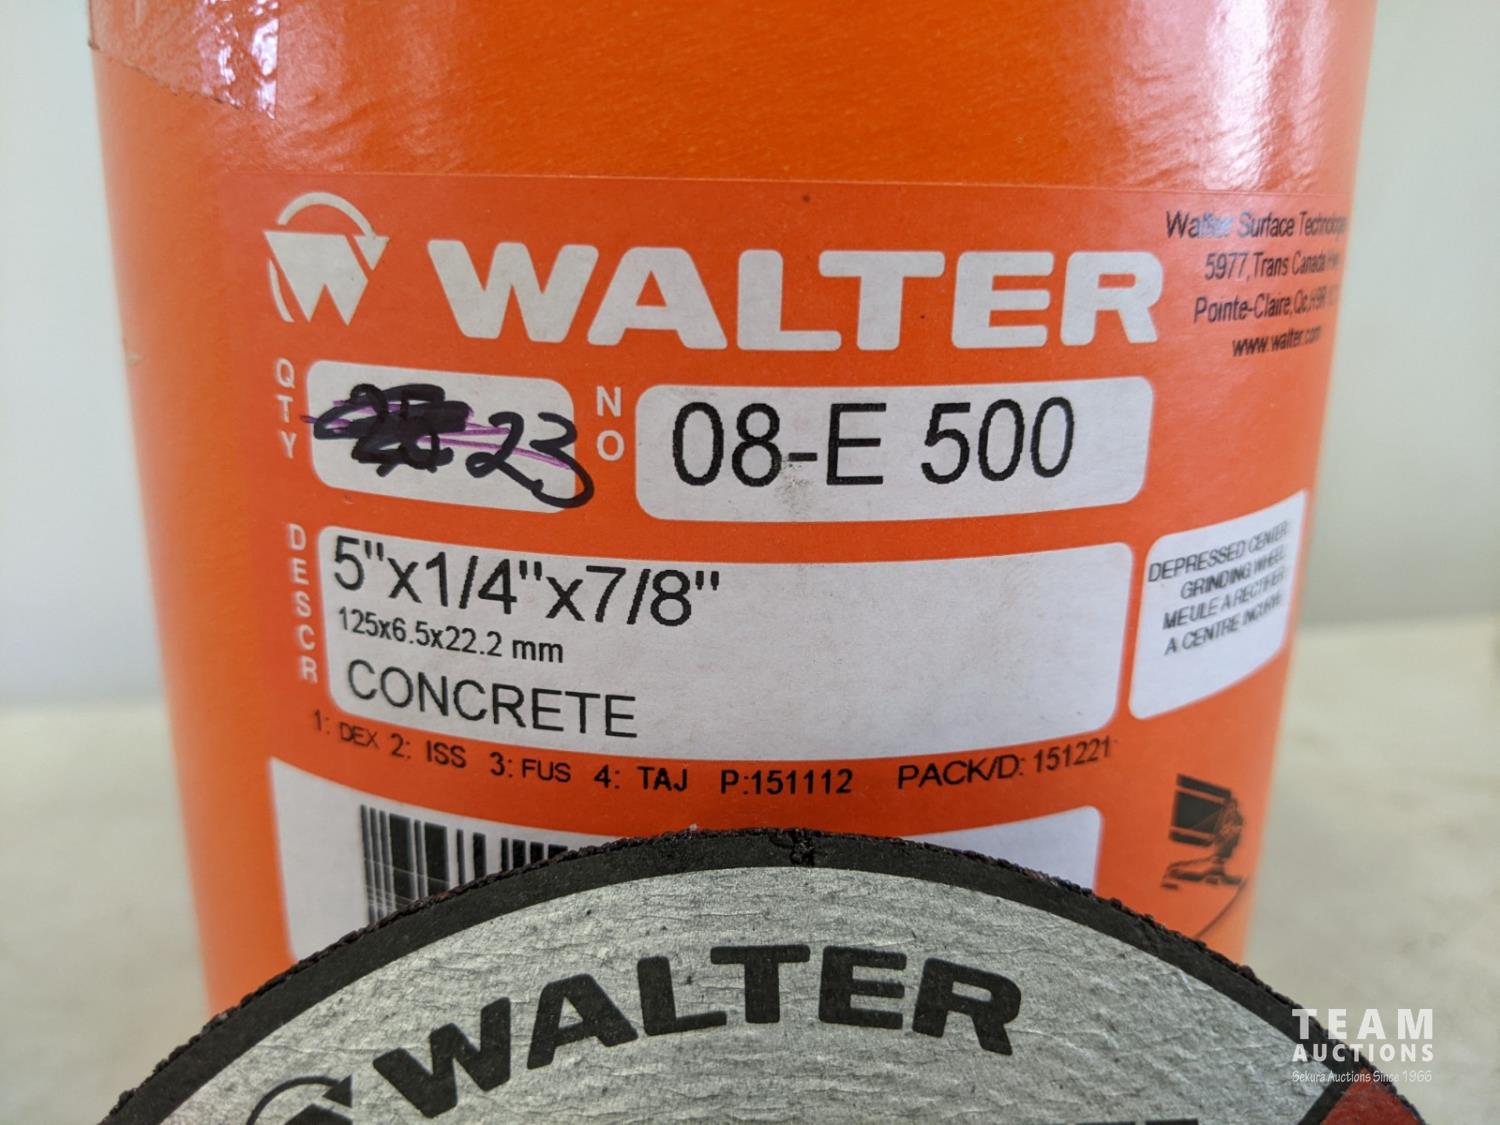 WALTER
Walter Surface
5977, Trans Canada
Pointe-Claire, Qc, H9R
www.walter.com
QTY
23
NO
08-E 500
DESCR
5"x1/4"x7/8"
125x6.5x22.2 mm
CONCRETE
DEPRESSED CENTER
GRINDING WHEEL
MEULE A RECTIFIER
A CENTRE INCURVE
1: DEX 2: ISS 3: FUS 4: TAJ P:151112 PACK/D: 151221
WALTER
TEAM
AUCTIONS
Sekura Auctions Since 1966